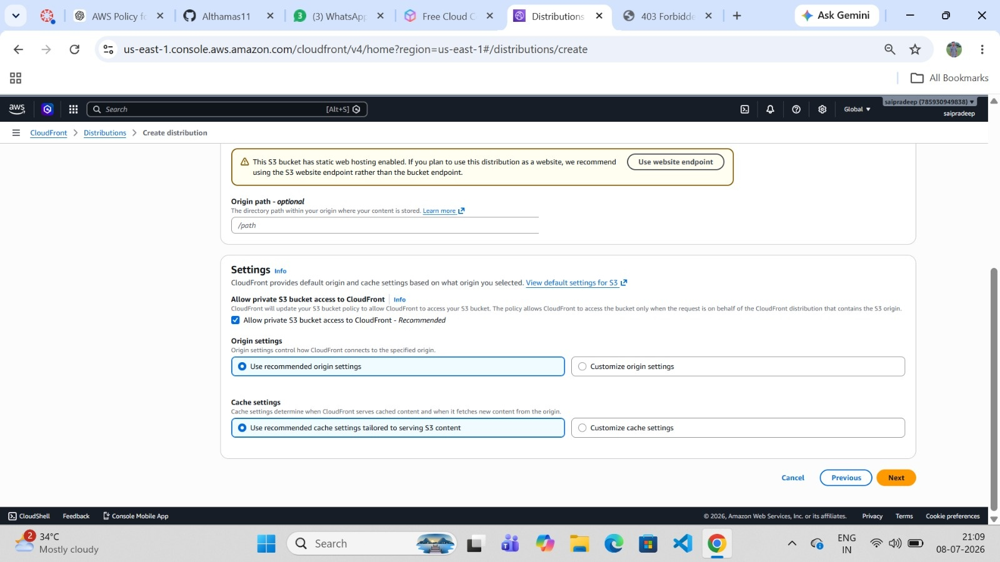 AWS Policy fo
Althamas11
3
(3) WhatsApp
Free Cloud C
Distributions
403 Forbidde
Ask Gemini
us-east-1.console.aws.amazon.com/cloudfront/v4/home?region=us-east-1#/distributions/create
All Bookmarks
aws
Search
[Alt+S]
Global
saipradeep (785930949838)
saipradeep
CloudFront
Distributions
Create distribution
This S3 bucket has static web hosting enabled. If you plan to use this distribution as a website, we recommend
using the S3 website endpoint rather than the bucket endpoint.
Use website endpoint
Origin path - optional
The directory path within your origin where your content is stored. Learn more
/path
Settings Info
CloudFront provides default origin and cache settings based on what origin you selected. View default settings for S3
Allow private S3 bucket access to CloudFront Info
CloudFront will update your S3 bucket policy to allow CloudFront to access your S3 bucket. The policy allows CloudFront to access the bucket only when the request is on behalf of the CloudFront distribution that contains the S3 origin.
Allow private S3 bucket access to CloudFront - Recommended
Origin settings
Origin settings control how CloudFront connects to the specified origin.
Use recommended origin settings
Customize origin settings
Cache settings
Cache settings determine when CloudFront serves cached content and when it fetches new content from the origin.
Use recommended cache settings tailored to serving S3 content
Customize cache settings
Cancel
Previous
Next
CloudShell
Feedback
Console Mobile App
© 2026, Amazon Web Services, Inc. or its affiliates.
Privacy
Terms
Cookie preferences
2
34°C
Mostly cloudy
Search
ENG
IN
21:09
08-07-2026